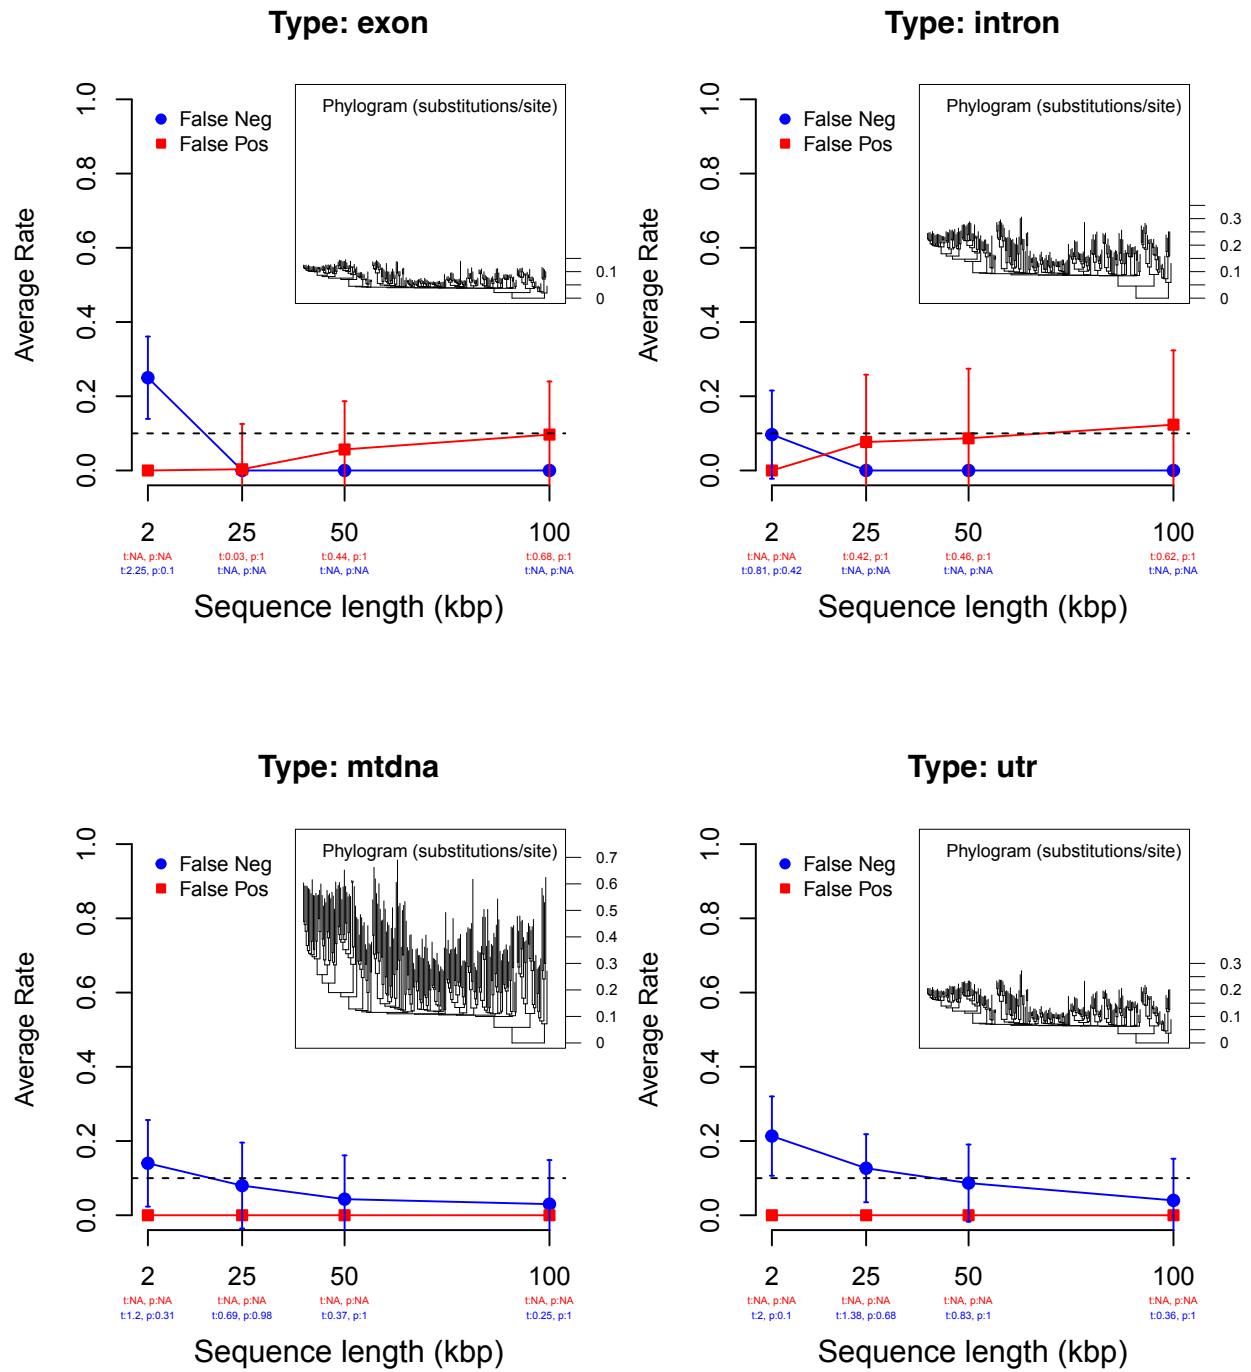 Type: exon
Phylogram (substitutions/site)
False Neg
False Pos
Average Rate
0.0 0.2 0.4 0.6 0.8 1.0
0.1
0
2 25 50 100
t:NA, p:NA t:0.03, p:1 t:0.44, p:1 t:0.68, p:1
t:2.25, p:0.1 t:NA, p:NA t:NA, p:NA t:NA, p:NA
Sequence length (kbp)
Type: intron
Phylogram (substitutions/site)
False Neg
False Pos
Average Rate
0.0 0.2 0.4 0.6 0.8 1.0
0.3
0.2
0.1
0
2 25 50 100
t:NA, p:NA t:0.42, p:1 t:0.46, p:1 t:0.62, p:1
t:0.81, p:0.42 t:NA, p:NA t:NA, p:NA t:NA, p:NA
Sequence length (kbp)
Type: mtdna
Phylogram (substitutions/site)
False Neg
False Pos
Average Rate
0.0 0.2 0.4 0.6 0.8 1.0
0.7
0.6
0.5
0.4
0.3
0.2
0.1
0
2 25 50 100
t:NA, p:NA t:NA, p:NA t:NA, p:NA t:NA, p:NA
t:1.2, p:0.31 t:0.69, p:0.98 t:0.37, p:1 t:0.25, p:1
Sequence length (kbp)
Type: utr
Phylogram (substitutions/site)
False Neg
False Pos
Average Rate
0.0 0.2 0.4 0.6 0.8 1.0
0.3
0.2
0.1
0
2 25 50 100
t:NA, p:NA t:NA, p:NA t:NA, p:NA t:NA, p:NA
t:2, p:0.1 t:1.38, p:0.68 t:0.83, p:1 t:0.36, p:1
Sequence length (kbp)